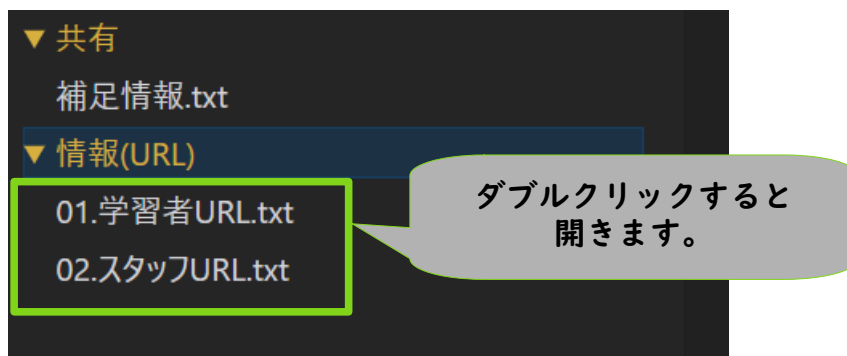 ▼ 共有
補足情報.txt
▼ 情報(URL)
01.学習者URL.txt
02.スタッフURL.txt
ダブルクリックすると
開きます。